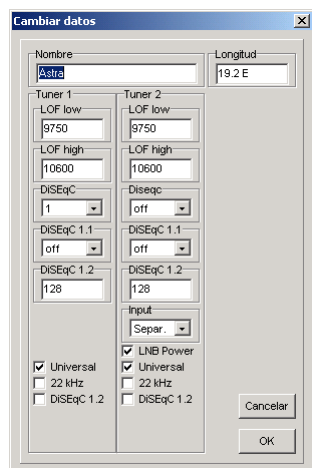 Cambiar datos
Nombre
Astra
Longitud
19.2 E
Tuner 1
LOF low
9750
LOF high
10600
DiSEqC
1
DiSEqC 1.1
off
DiSEqC 1.2
128
Universal
22 kHz
DiSEqC 1.2
Tuner 2
LOF low
9750
LOF high
10600
Diseqc
off
DiSEqC 1.1
off
DiSEqC 1.2
128
Input
Separ.
LNB Power
Universal
22 kHz
DiSEqC 1.2
Cancelar
OK